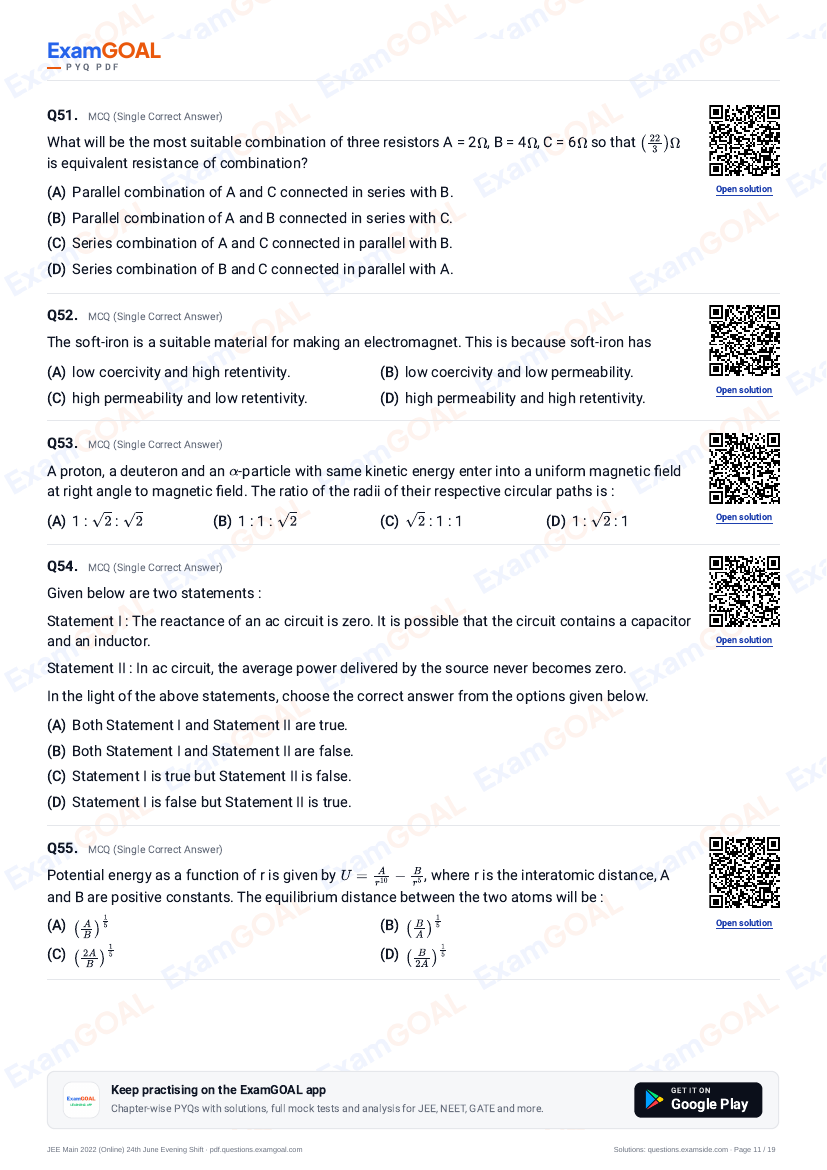 ExamGOAL
PYQ PDF
Q51. MCQ (Single Correct Answer)
What will be the most suitable combination of three resistors A = 2Ω, B = 4Ω, C = 6Ω so that (22/3)Ω
is equivalent resistance of combination?
(A) Parallel combination of A and C connected in series with B.
(B) Parallel combination of A and B connected in series with C.
(C) Series combination of A and C connected in parallel with B.
(D) Series combination of B and C connected in parallel with A.
Open solution
Q52. MCQ (Single Correct Answer)
The soft-iron is a suitable material for making an electromagnet. This is because soft-iron has
(A) low coercivity and high retentivity. (B) low coercivity and low permeability.
(C) high permeability and low retentivity. (D) high permeability and high retentivity.
Open solution
Q53. MCQ (Single Correct Answer)
A proton, a deuteron and an α-particle with same kinetic energy enter into a uniform magnetic field
at right angle to magnetic field. The ratio of the radii of their respective circular paths is :
(A) 1 : √2 : √2 (B) 1 : 1 : √2 (C) √2 : 1 : 1 (D) 1 : √2 : 1
Open solution
Q54. MCQ (Single Correct Answer)
Given below are two statements :
Statement I : The reactance of an ac circuit is zero. It is possible that the circuit contains a capacitor
and an inductor.
Statement II : In ac circuit, the average power delivered by the source never becomes zero.
In the light of the above statements, choose the correct answer from the options given below.
(A) Both Statement I and Statement II are true.
(B) Both Statement I and Statement II are false.
(C) Statement I is true but Statement II is false.
(D) Statement I is false but Statement II is true.
Open solution
Q55. MCQ (Single Correct Answer)
Potential energy as a function of r is given by U = A/r¹⁰ − B/r⁵, where r is the interatomic distance, A
and B are positive constants. The equilibrium distance between the two atoms will be :
(A) (A/B)^(1/5) (B) (B/A)^(1/5)
(C) (2A/B)^(1/5) (D) (B/2A)^(1/5)
Open solution
Keep practising on the ExamGOAL app
Chapter-wise PYQs with solutions, full mock tests and analysis for JEE, NEET, GATE and more.
GET IT ON
Google Play
JEE Main 2022 (Online) 24th June Evening Shift · pdf.questions.examgoal.com Solutions: questions.examside.com · Page 11 / 19